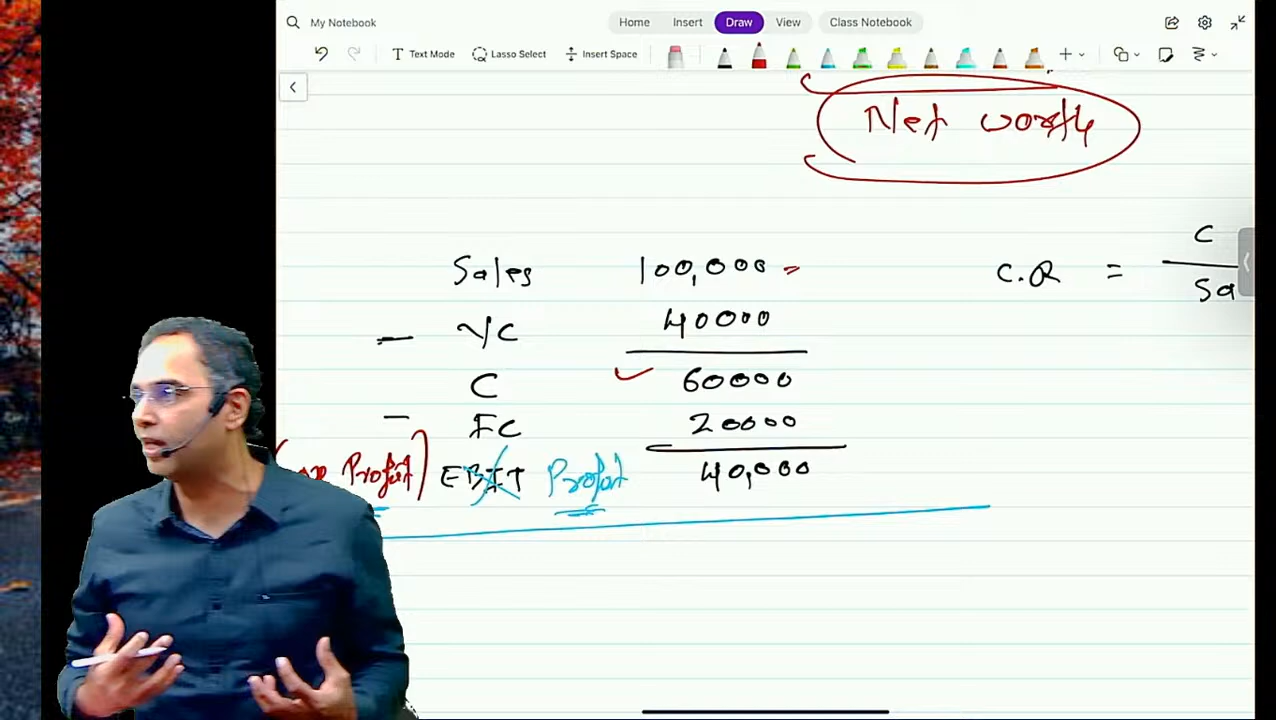 My Notebook
Home Insert Draw View Class Notebook
Text Mode Lasso Select Insert Space
Net worth
Sales 100,000
C
C.R =
Sa
- VC 40000
C 60000
- FC 20000
Profit) EBIT Profit 40,000